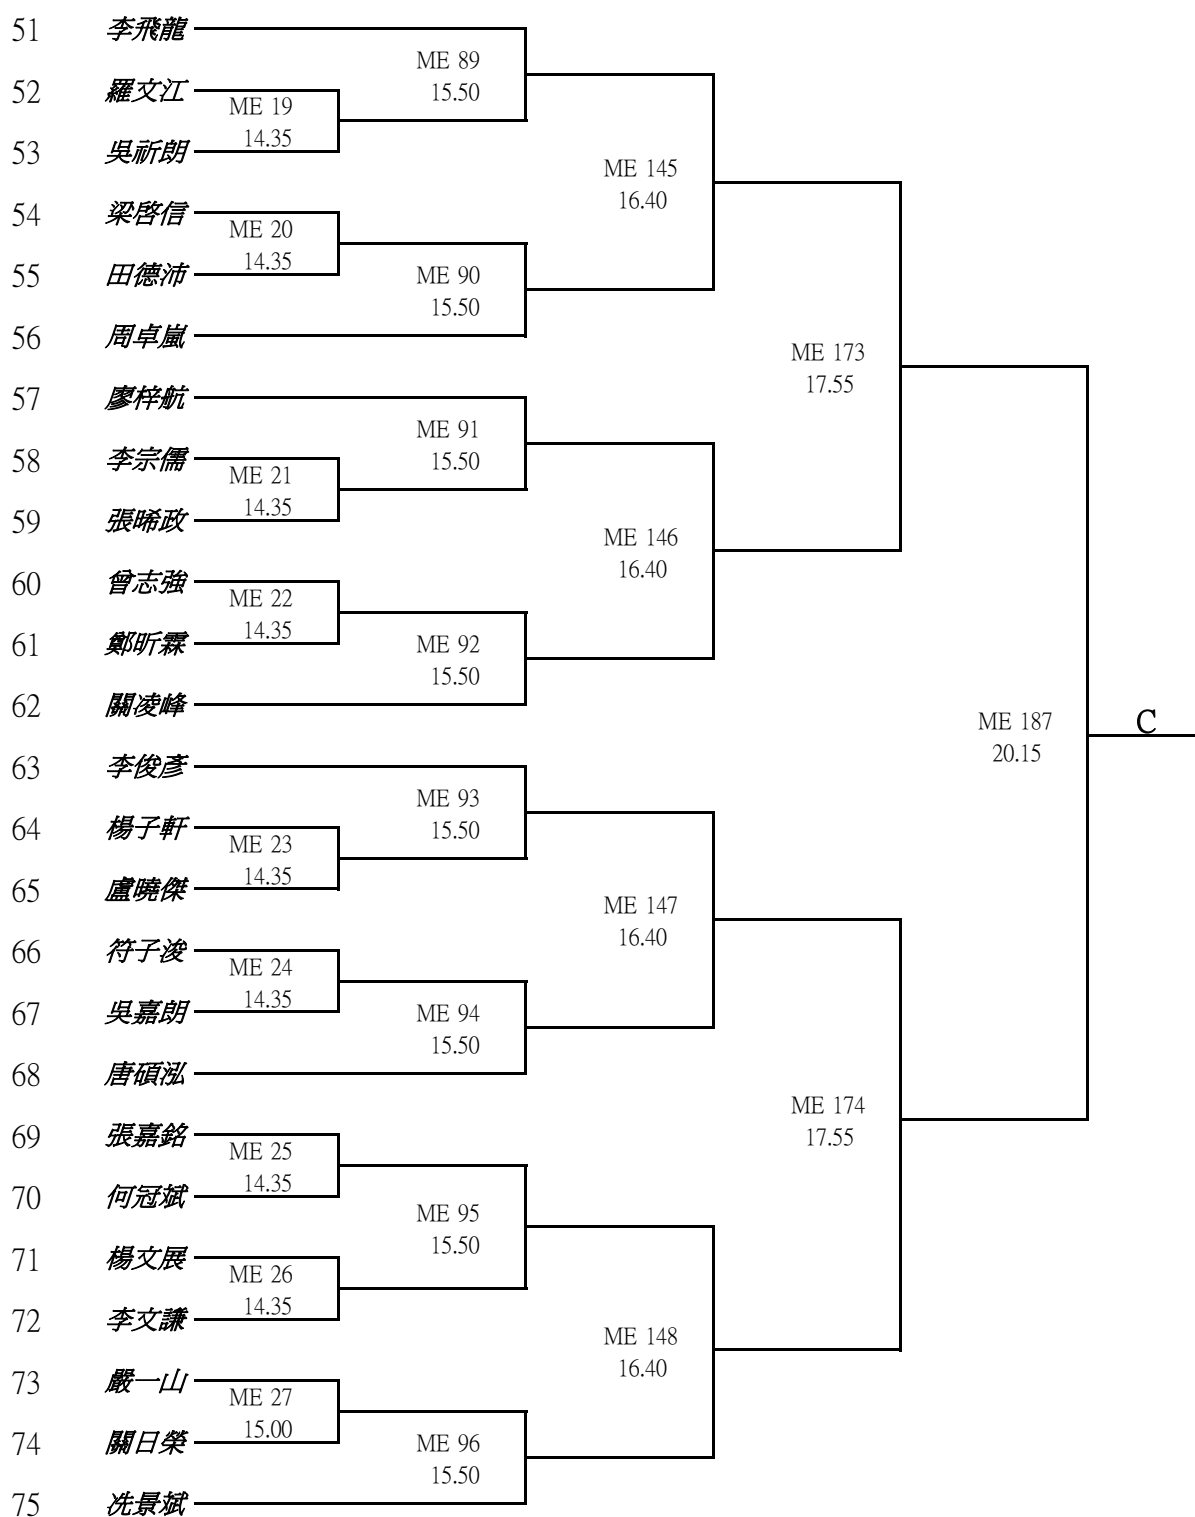 51 李飛龍
ME 89
15.50
52 羅文江
ME 19
14.35
53 吳祈朗
ME 145
16.40
54 梁啓信
ME 20
14.35
55 田德沛
ME 90
15.50
56 周卓嵐
ME 173
17.55
57 廖梓航
ME 91
15.50
58 李宗儒
ME 21
14.35
59 張晞政
ME 146
16.40
60 曾志強
ME 22
14.35
61 鄭昕霖
ME 92
15.50
62 關凌峰
ME 187
20.15
C
63 李俊彥
ME 93
15.50
64 楊子軒
ME 23
14.35
65 盧曉傑
ME 147
16.40
66 符子浚
ME 24
14.35
67 吳嘉朗
ME 94
15.50
68 唐碩泓
ME 174
17.55
69 張嘉銘
ME 25
14.35
70 何冠斌
ME 95
15.50
71 楊文展
ME 26
14.35
72 李文謙
ME 148
16.40
73 嚴一山
ME 27
15.00
74 關日榮
ME 96
15.50
75 冼景斌